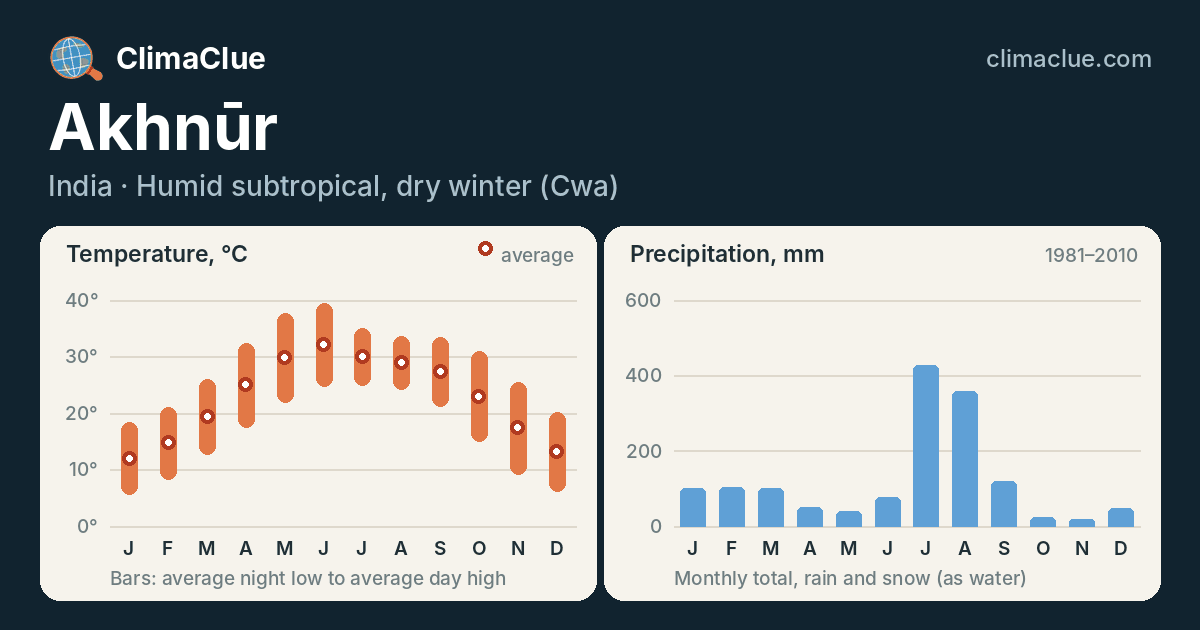 ClimaClue
climaclue.com
Akhnūr
India · Humid subtropical, dry winter (Cwa)
Temperature, °C
average
40°
30°
20°
10°
0°
J F M A M J J A S O N D
Bars: average night low to average day high
Precipitation, mm
1981–2010
600
400
200
0
J F M A M J J A S O N D
Monthly total, rain and snow (as water)